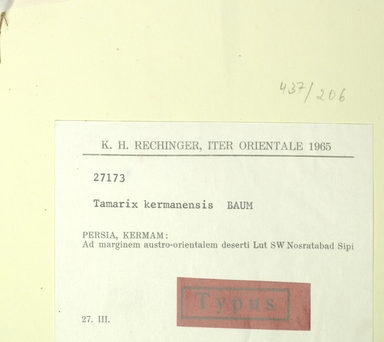 437/206
K. H. RECHINGER, ITER ORIENTALE 1965
27173
Tamarix kermanensis BAUM
PERSIA, KERMAM:
Ad marginem austro-orientalem deserti Lut SW Nosratabad Sipi
Typus
27. III.